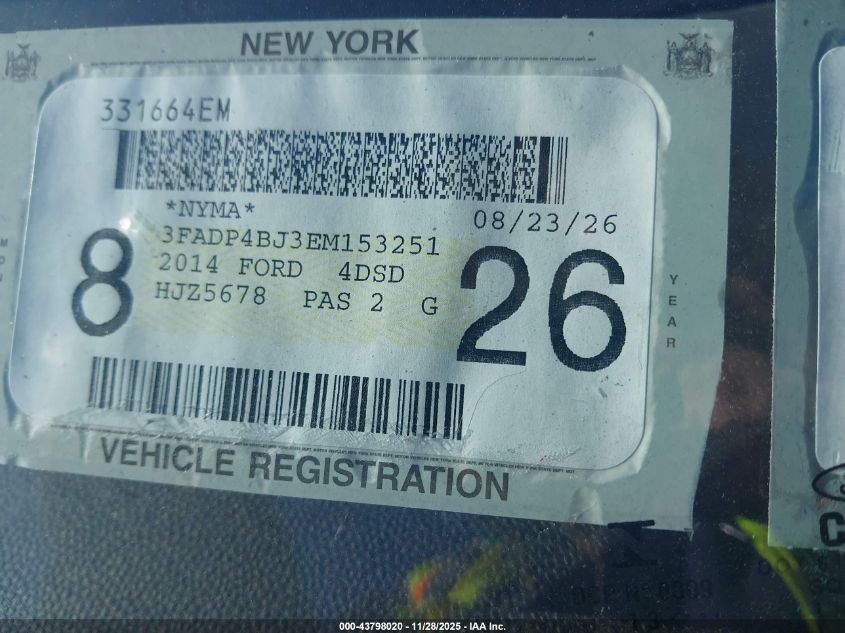 NEW YORK
331664EM
*NYMA*
08/23/26
3FADP4BJ3EM153251
2014 FORD 4DSD
HJZ5678 PAS 2 G
8
26
YEAR
VEHICLE REGISTRATION
000-43798020 - 11/28/2025 - IAA Inc.